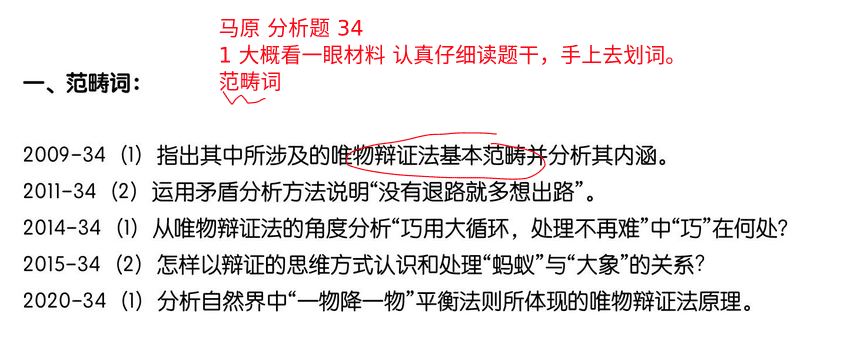 马原 分析题 34
1 大概看一眼材料 认真仔细读题干，手上去划词。
范畴词
一、范畴词：
2009-34（1）指出其中所涉及的唯物辩证法基本范畴并分析其内涵。
2011-34（2）运用矛盾分析方法说明“没有退路就多想出路”。
2014-34（1）从唯物辩证法的角度分析“巧用大循环，处理不再难”中“巧”在何处？
2015-34（2）怎样以辩证的思维方式认识和处理“蚂蚁”与“大象”的关系？
2020-34（1）分析自然界中“一物降一物”平衡法则所体现的唯物辩证法原理。